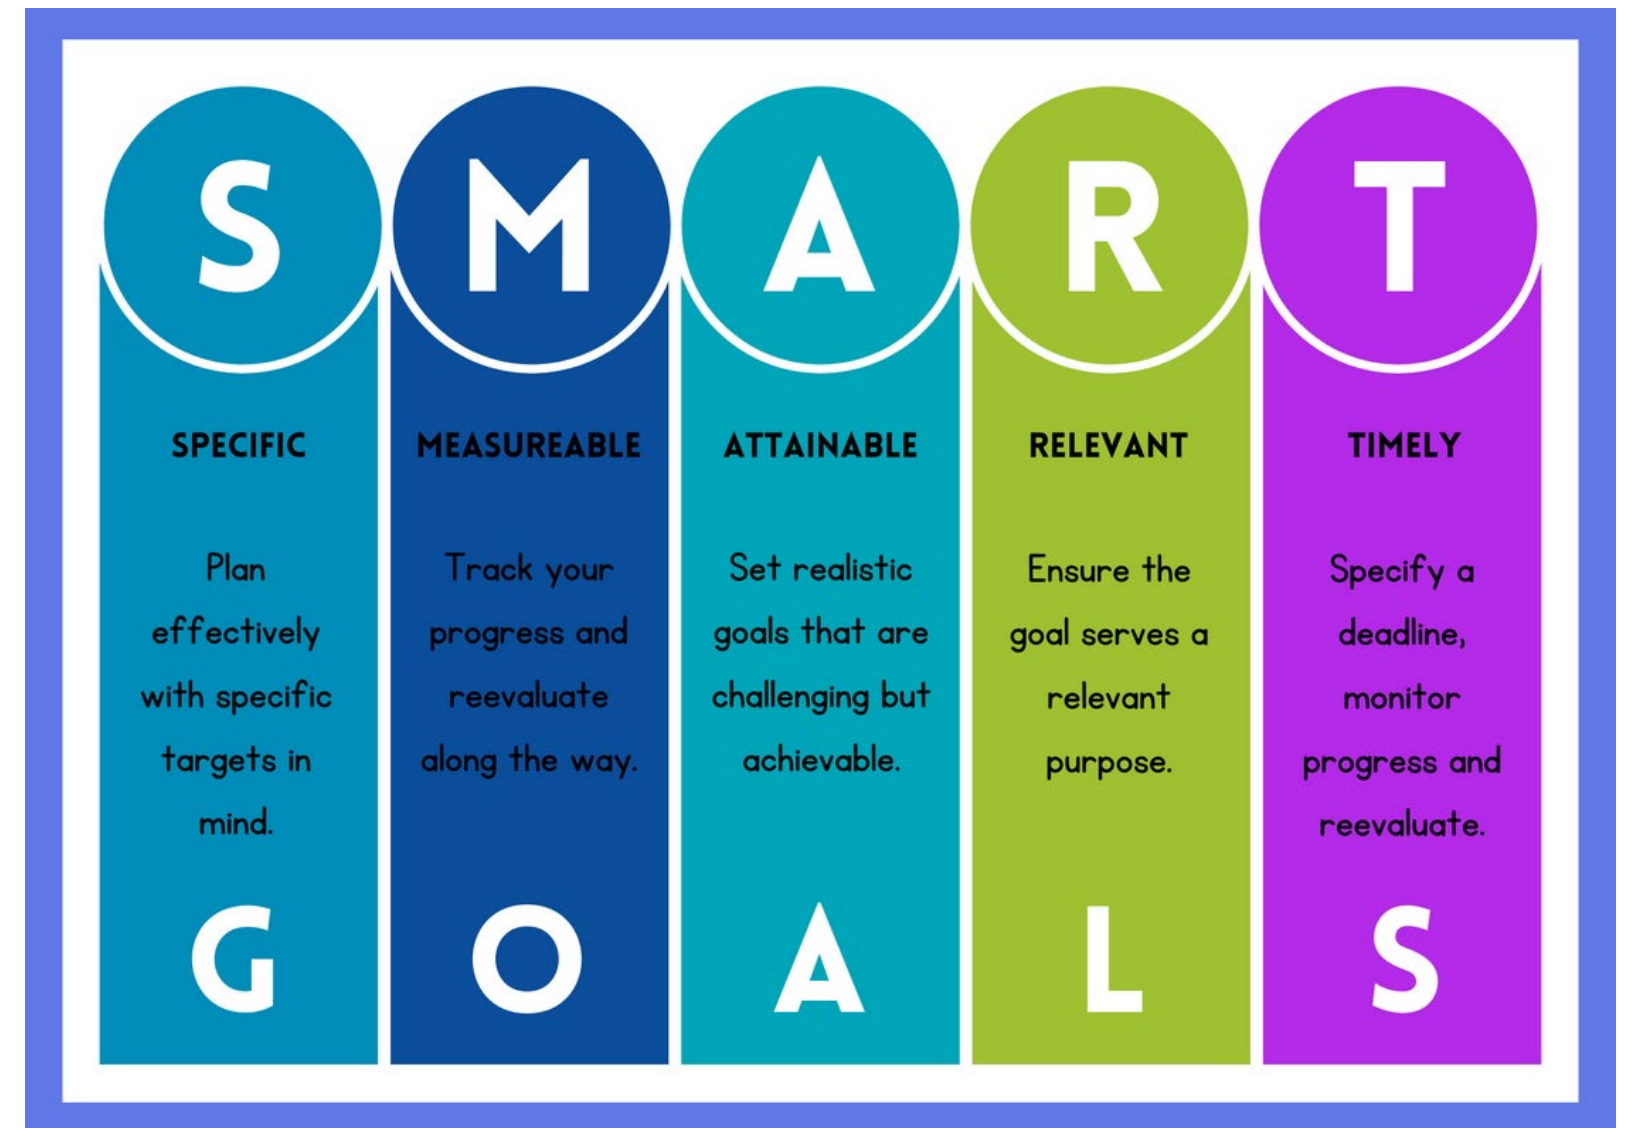 S M A R T
SPECIFIC
Plan
effectively
with specific
targets in
mind.
MEASUREABLE
Track your
progress and
reevaluate
along the way.
ATTAINABLE
Set realistic
goals that are
challenging but
achievable.
RELEVANT
Ensure the
goal serves a
relevant
purpose.
TIMELY
Specify a
deadline,
monitor
progress and
reevaluate.
G O A L S